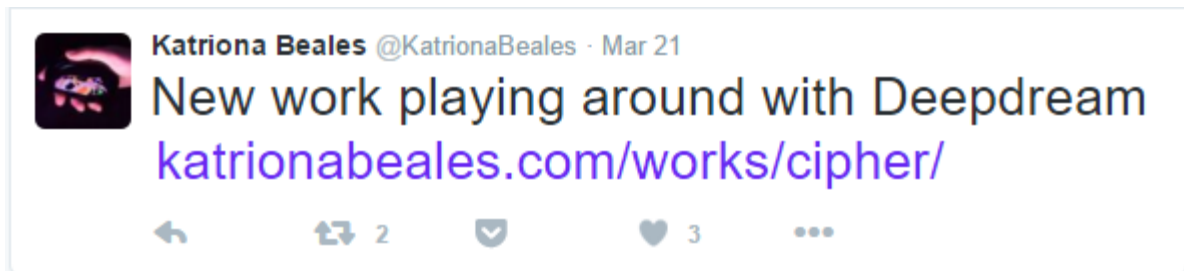 Katriona Beales @KatrionaBeales · Mar 21
New work playing around with Deepdream
katrionabeales.com/works/cipher/
2 3